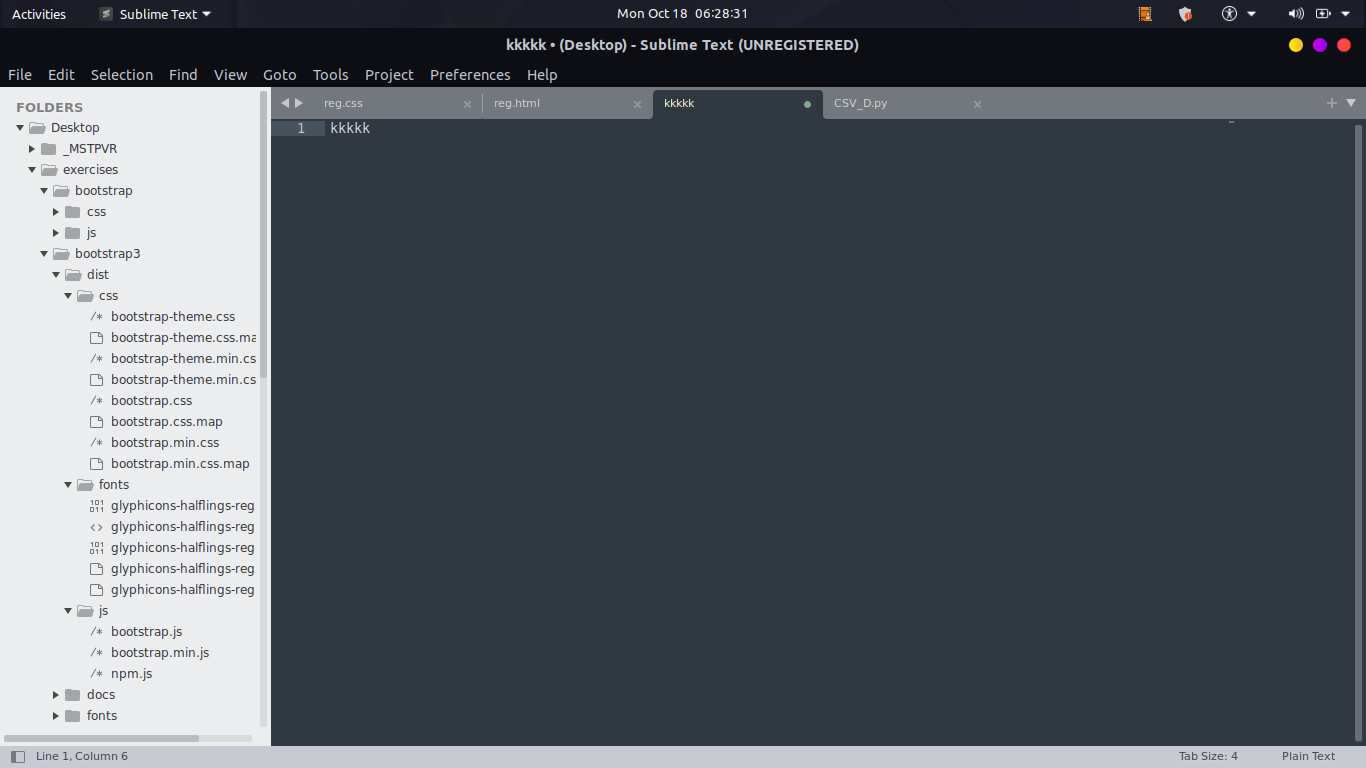 Activities Sublime Text Mon Oct 18 06:28:31
kkkkk • (Desktop) - Sublime Text (UNREGISTERED)
File Edit Selection Find View Goto Tools Project Preferences Help
FOLDERS
Desktop
_MSTPVR
exercises
bootstrap
css
js
bootstrap3
dist
css
/* bootstrap-theme.css
bootstrap-theme.css.ma
/* bootstrap-theme.min.cs
bootstrap-theme.min.cs
/* bootstrap.css
bootstrap.css.map
/* bootstrap.min.css
bootstrap.min.css.map
fonts
glyphicons-halflings-reg
<> glyphicons-halflings-reg
glyphicons-halflings-reg
glyphicons-halflings-reg
glyphicons-halflings-reg
js
/* bootstrap.js
/* bootstrap.min.js
/* npm.js
docs
fonts
reg.css reg.html kkkkk CSV_D.py
1 kkkkk
Line 1, Column 6 Tab Size: 4 Plain Text